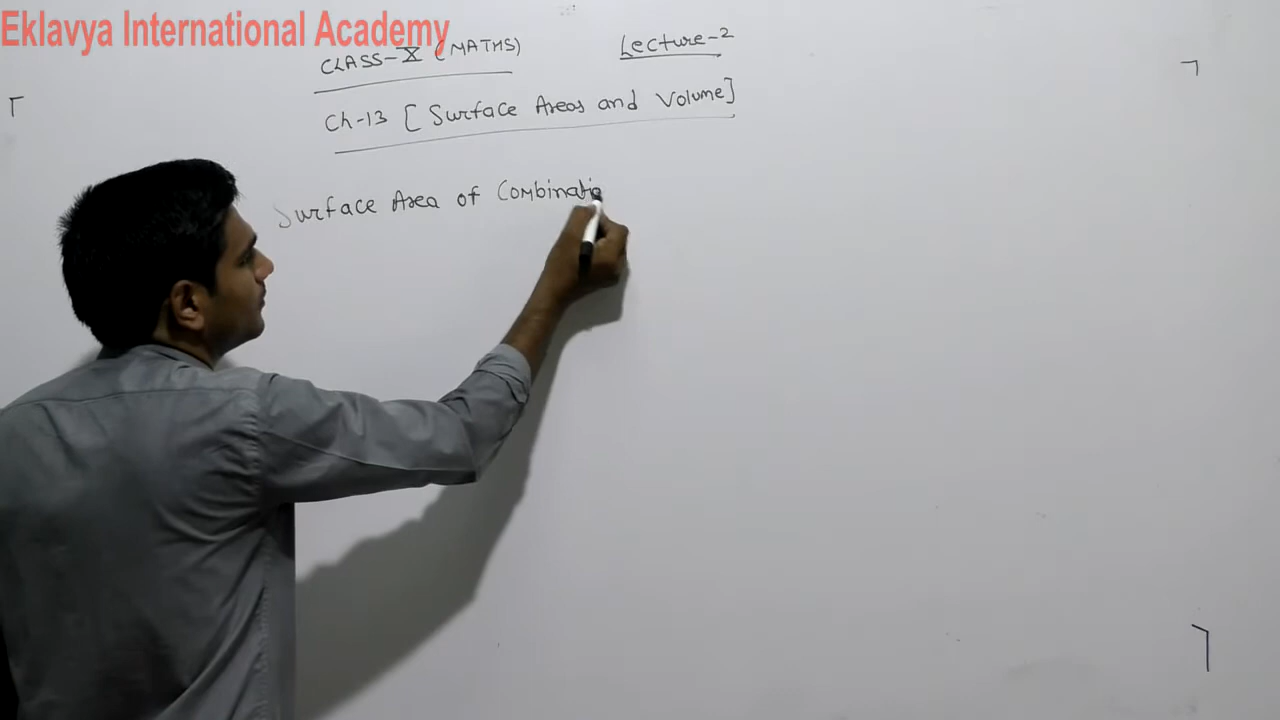 Eklavya International Academy
CLASS-X (MATHS) Lecture-2
Ch-13 [Surface Areas and Volume]
Surface Area of Combinatio